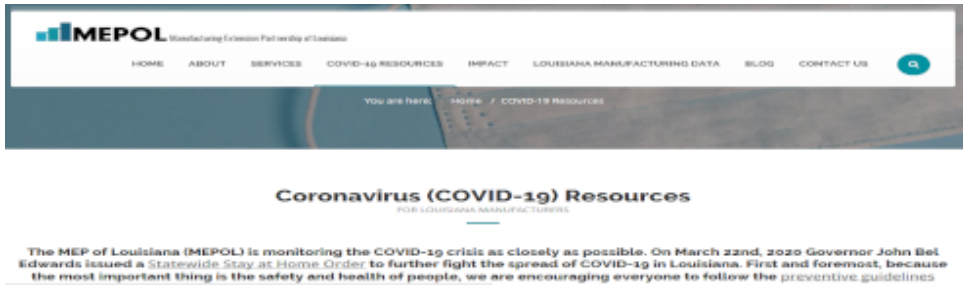 MEPOL Manufacturing Extension Partnership of Louisiana
HOME ABOUT SERVICES COVID-19 RESOURCES IMPACT LOUISIANA MANUFACTURING DATA BLOG CONTACT US
You are here: Home / COVID-19 Resources
Coronavirus (COVID-19) Resources
FOR LOUISIANA MANUFACTURERS
The MEP of Louisiana (MEPOL) is monitoring the COVID-19 crisis as closely as possible. On March 22nd, 2020 Governor John Bel
Edwards issued a Statewide Stay at Home Order to further fight the spread of COVID-19 in Louisiana. First and foremost, because
the most important thing is the safety and health of people, we are encouraging everyone to follow the preventive guidelines